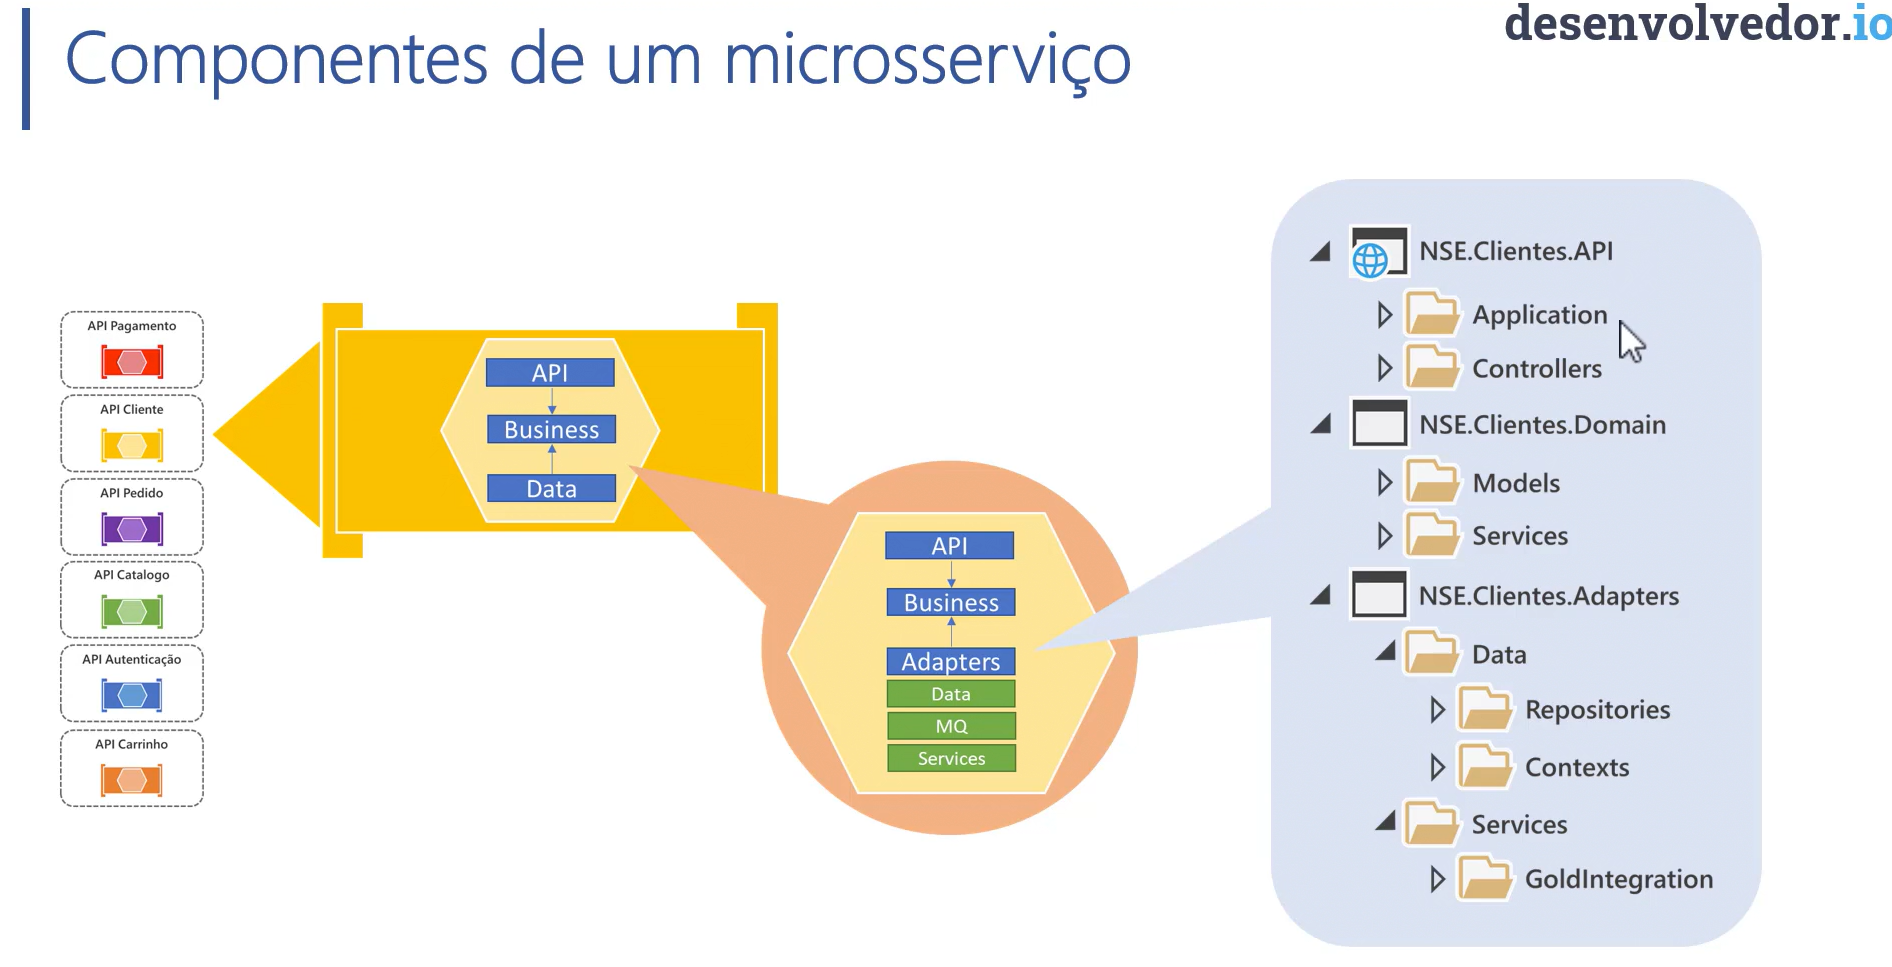 Componentes de um microsserviço
desenvolvedor.io
API Pagamento
API Cliente
API Pedido
API Catalogo
API Autenticação
API Carrinho
API
Business
Data
API
Business
Adapters
Data
MQ
Services
NSE.Clientes.API
Application
Controllers
NSE.Clientes.Domain
Models
Services
NSE.Clientes.Adapters
Data
Repositories
Contexts
Services
GoldIntegration